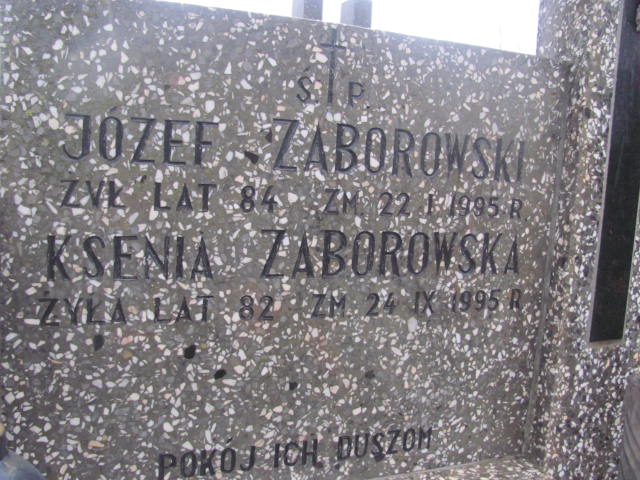 Ś P.
JÓZEF ZABOROWSKI
ŻYŁ LAT 84 ZM 22 I 1995 R
KSENIA ZABOROWSKA
ŻYŁA LAT 82 ZM 24 IX 1995 R
POKÓJ ICH DUSZOM